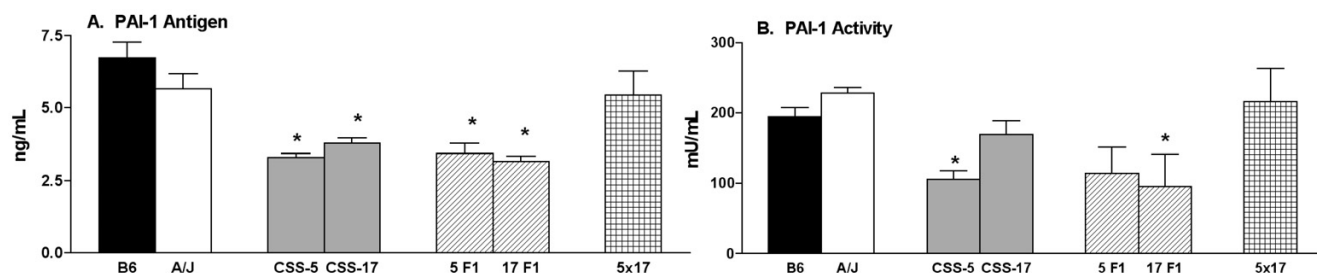 A. PAI-1 Antigen
7.5
5.0
2.5
0.0
ng/mL
* * * *
B6 A/J CSS-5 CSS-17 5 F1 17 F1 5x17
B. PAI-1 Activity
300
200
100
0
mU/mL
* *
B6 A/J CSS-5 CSS-17 5 F1 17 F1 5x17